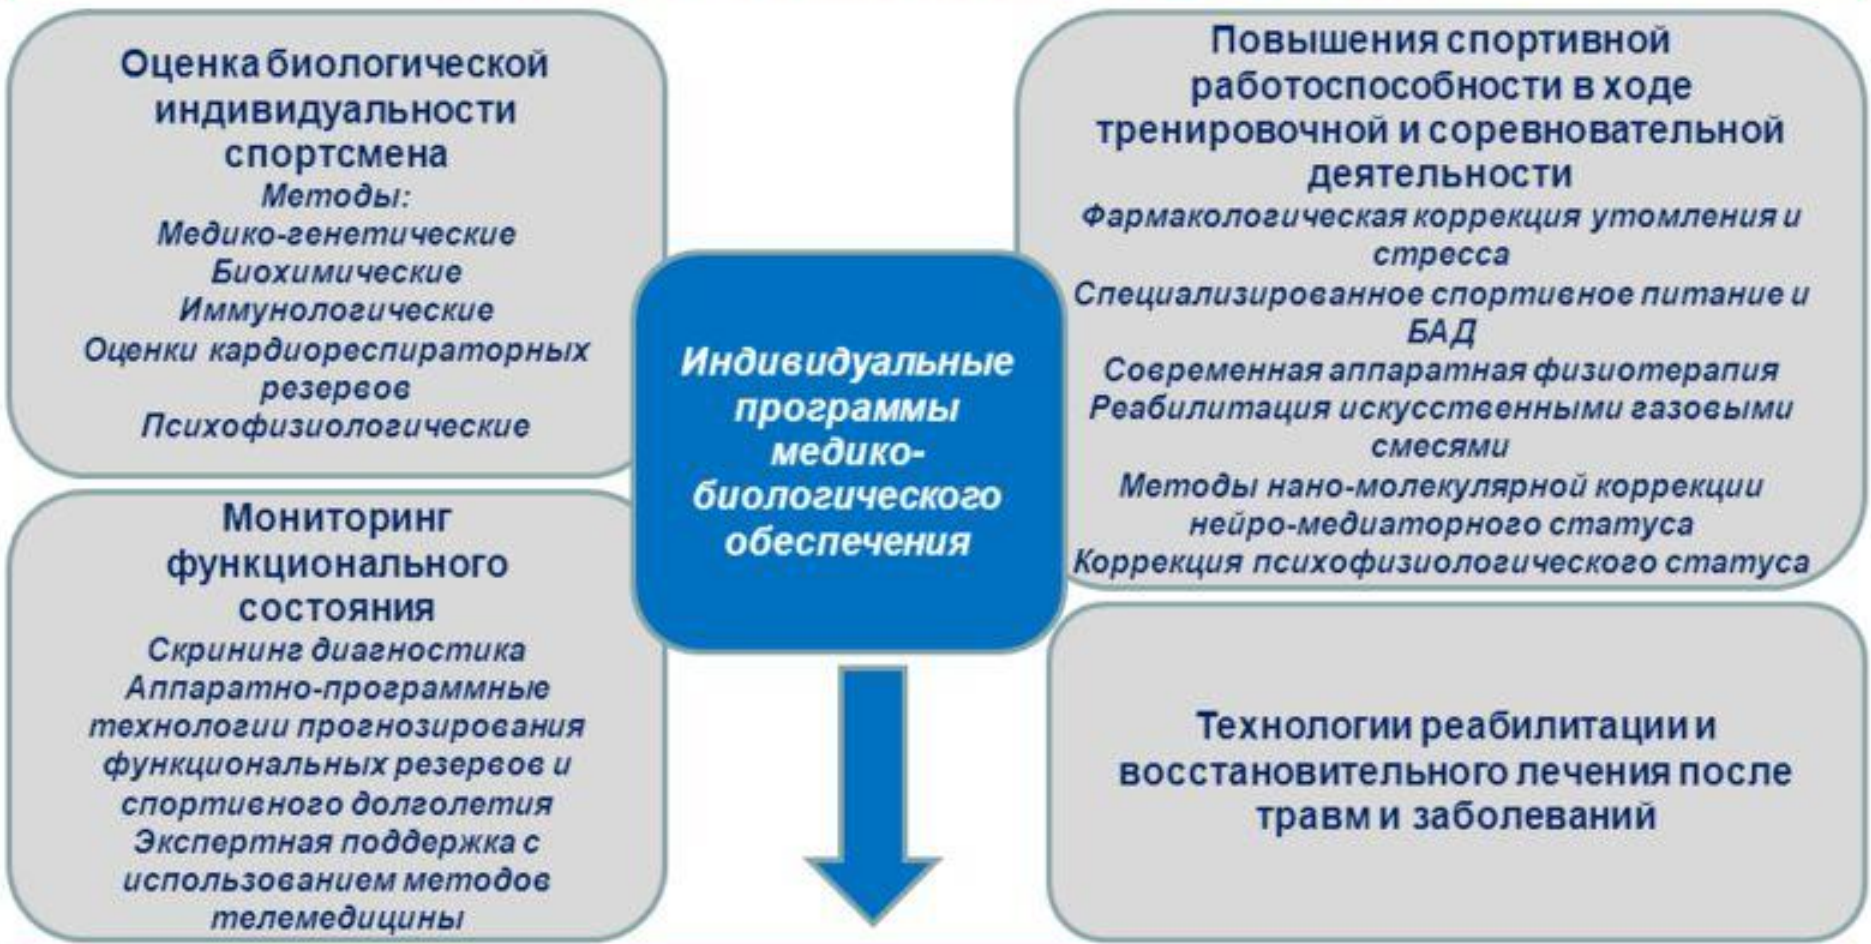 Оценка биологической
индивидуальности
спортсмена
Методы:
Медико-генетические
Биохимические
Иммунологические
Оценки кардиореспираторных
резервов
Психофизиологические
Мониторинг
функционального
состояния
Скрининг диагностика
Аппаратно-программные
технологии прогнозирования
функциональных резервов и
спортивного долголетия
Экспертная поддержка с
использованием методов
телемедицины
Индивидуальные
программы
медико-
биологического
обеспечения
Повышения спортивной
работоспособности в ходе
тренировочной и соревновательной
деятельности
Фармакологическая коррекция утомления и
стресса
Специализированное спортивное питание и
БАД
Современная аппаратная физиотерапия
Реабилитация искусственными газовыми
смесями
Методы нано-молекулярной коррекции
нейро-медиаторного статуса
Коррекция психофизиологического статуса
Технологии реабилитации и
восстановительного лечения после
травм и заболеваний